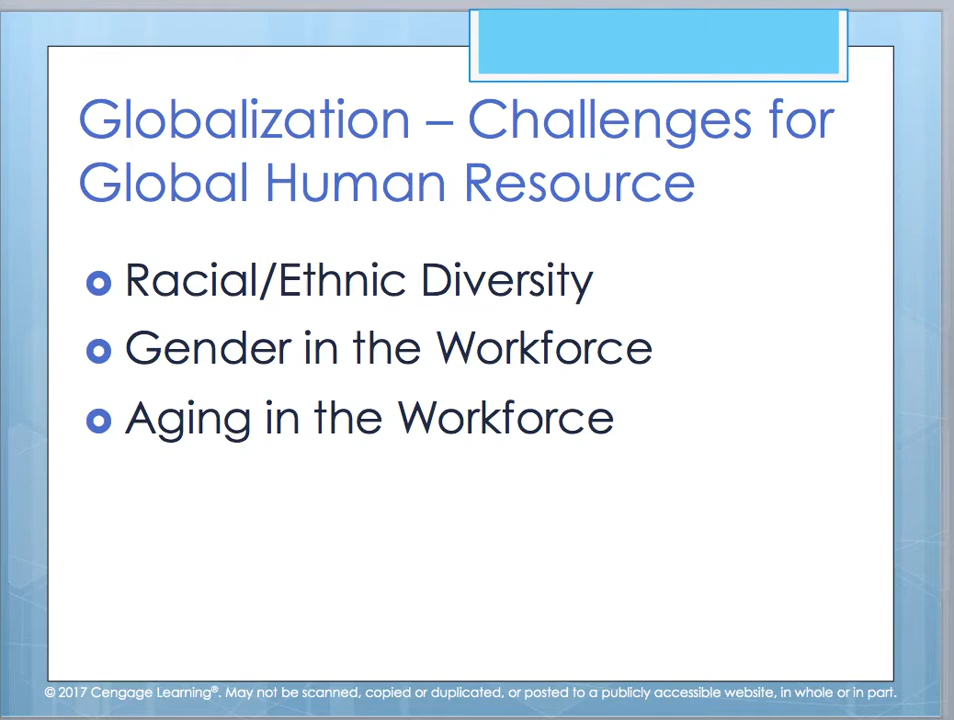 Globalization – Challenges for
Global Human Resource
Racial/Ethnic Diversity
Gender in the Workforce
Aging in the Workforce
© 2017 Cengage Learning®. May not be scanned, copied or duplicated, or posted to a publicly accessible website, in whole or in part.